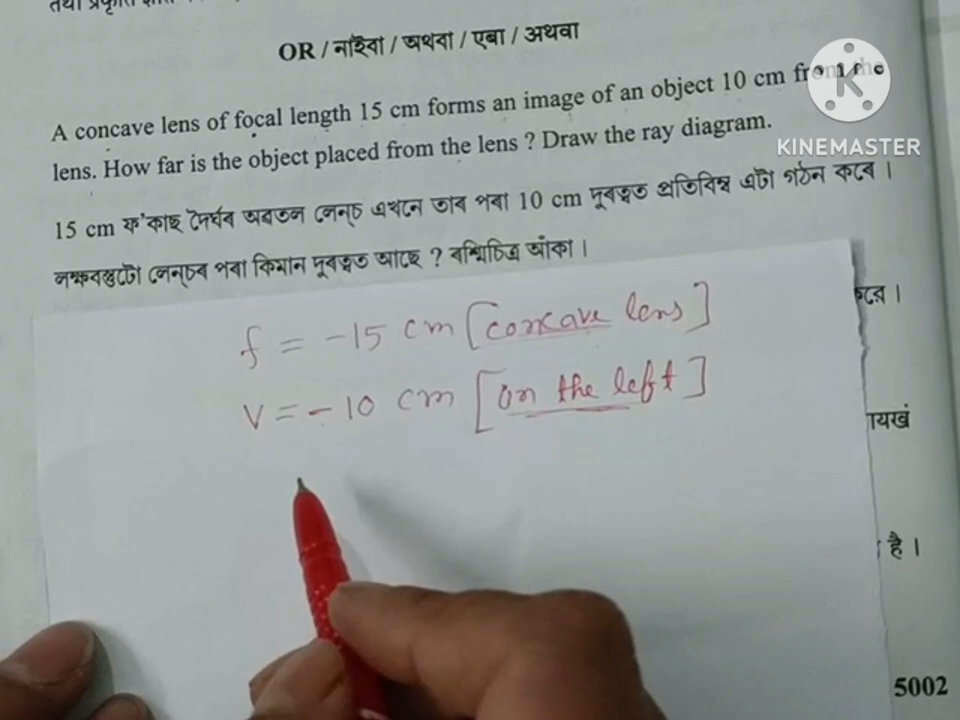 তথা প্ৰকৃতি
OR / নাইবা / অথবা / এবা / अथवा
A concave lens of focal length 15 cm forms an image of an object 10 cm from the
lens. How far is the object placed from the lens ? Draw the ray diagram.
15 cm ফ'কাছ দৈৰ্ঘৰ অৱতল লেন্‌চ এখনে তাৰ পৰা 10 cm দূৰত্বত প্ৰতিবিম্ব এটা গঠন কৰে ।
লক্ষ্যবস্তুটো লেন্‌চৰ পৰা কিমান দূৰত্বত আছে ? ৰশ্মিচিত্ৰ আঁকা ।
f = -15 cm [concave lens]
v = -10 cm [on the left]
है ।
5002
K
KINEMASTER